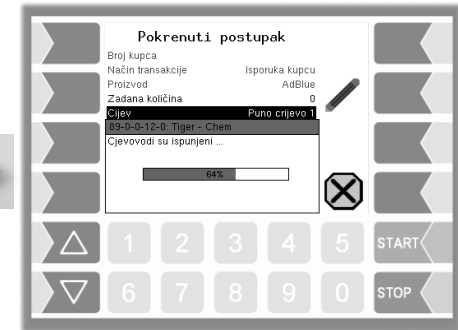 Pokrenuti postupak
Broj kupca
Način transakcije Isporuka kupcu
Proizvod AdBlue
Zadana količina 0
Cijev Puno crijevo 1
89-0-0-12-0: Tiger - Chem
Cjevovodi su ispunjeni ...
64%
1 2 3 4 5 START
6 7 8 9 0 STOP